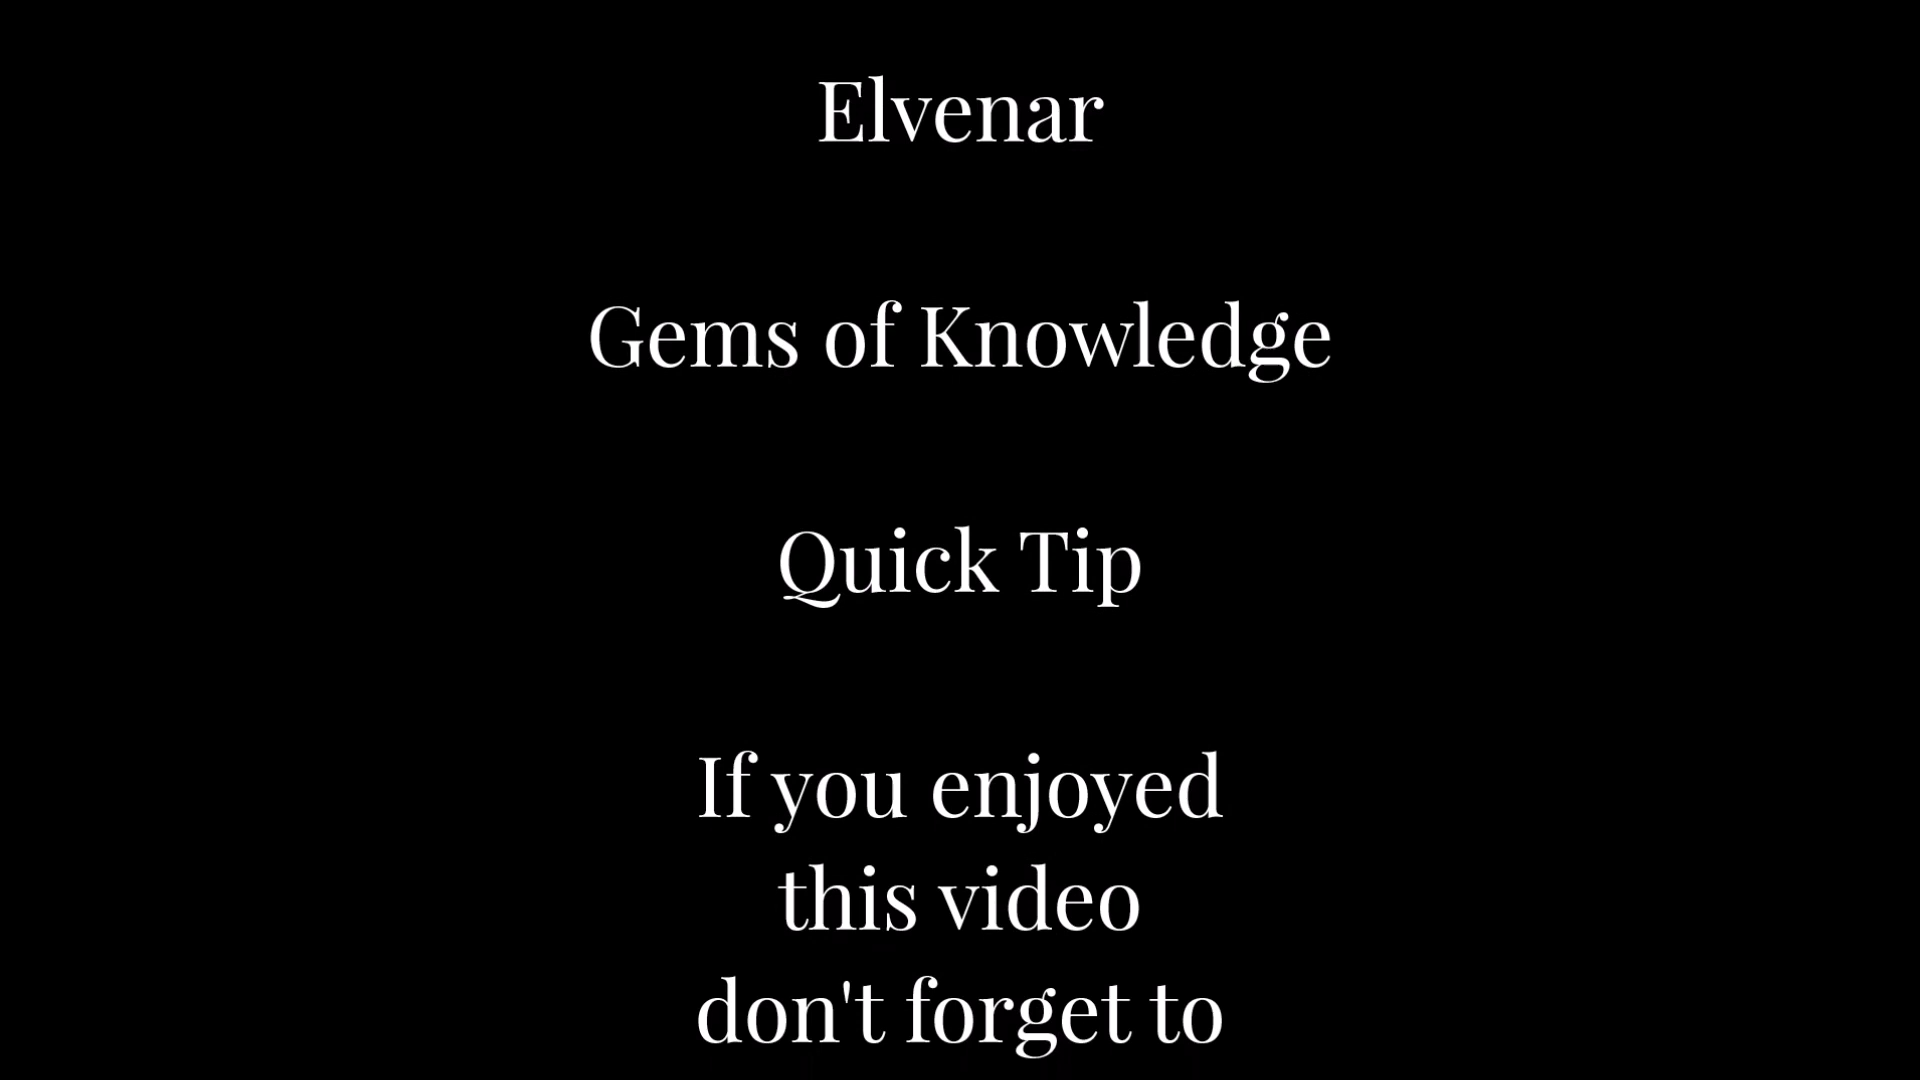 Elvenar
Gems of Knowledge
Quick Tip
If you enjoyed
this video
don't forget to